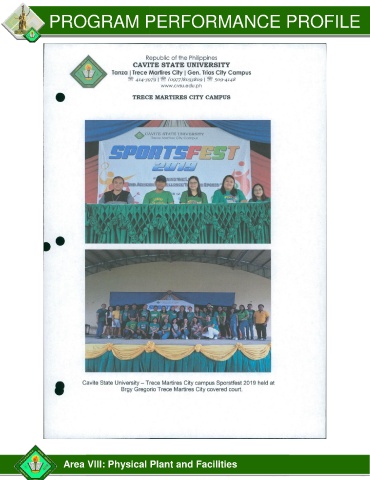 PROGRAM PERFORMANCE PROFILE
Republic of the Philippines
CAVITE STATE UNIVERSITY
Tanza | Trece Martires City | Gen. Trias City Campus
www.cvsu.edu.ph
TRECE MARTIRES CITY CAMPUS
CAVITE STATE UNIVERSITY
SPORTSFEST
2019
Cavite State University – Trece Martires City campus Sporstfest 2019 held at
Brgy Gregorio Trece Martires City covered court.
Area VIII: Physical Plant and Facilities